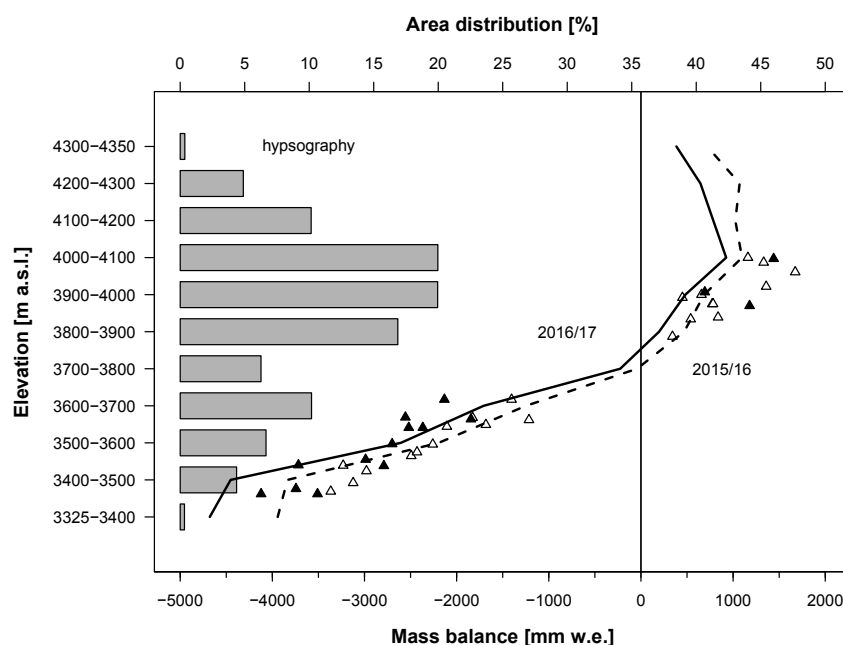 Area distribution [%]
0 5 10 15 20 25 30 35 40 45 50
4300−4350
hypsography
4200−4300
4100−4200
4000−4100
3900−4000
3800−3900
2016/17
3700−3800
2015/16
3600−3700
3500−3600
3400−3500
3325−3400
Elevation [m a.s.l.]
−5000 −4000 −3000 −2000 −1000 0 1000 2000
Mass balance [mm w.e.]